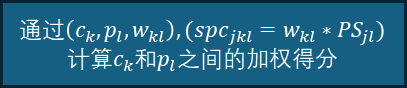 通过(c_k, p_l, w_kl),(spc_jkl = w_kl * PS_jl)
计算c_k和p_l之间的加权得分